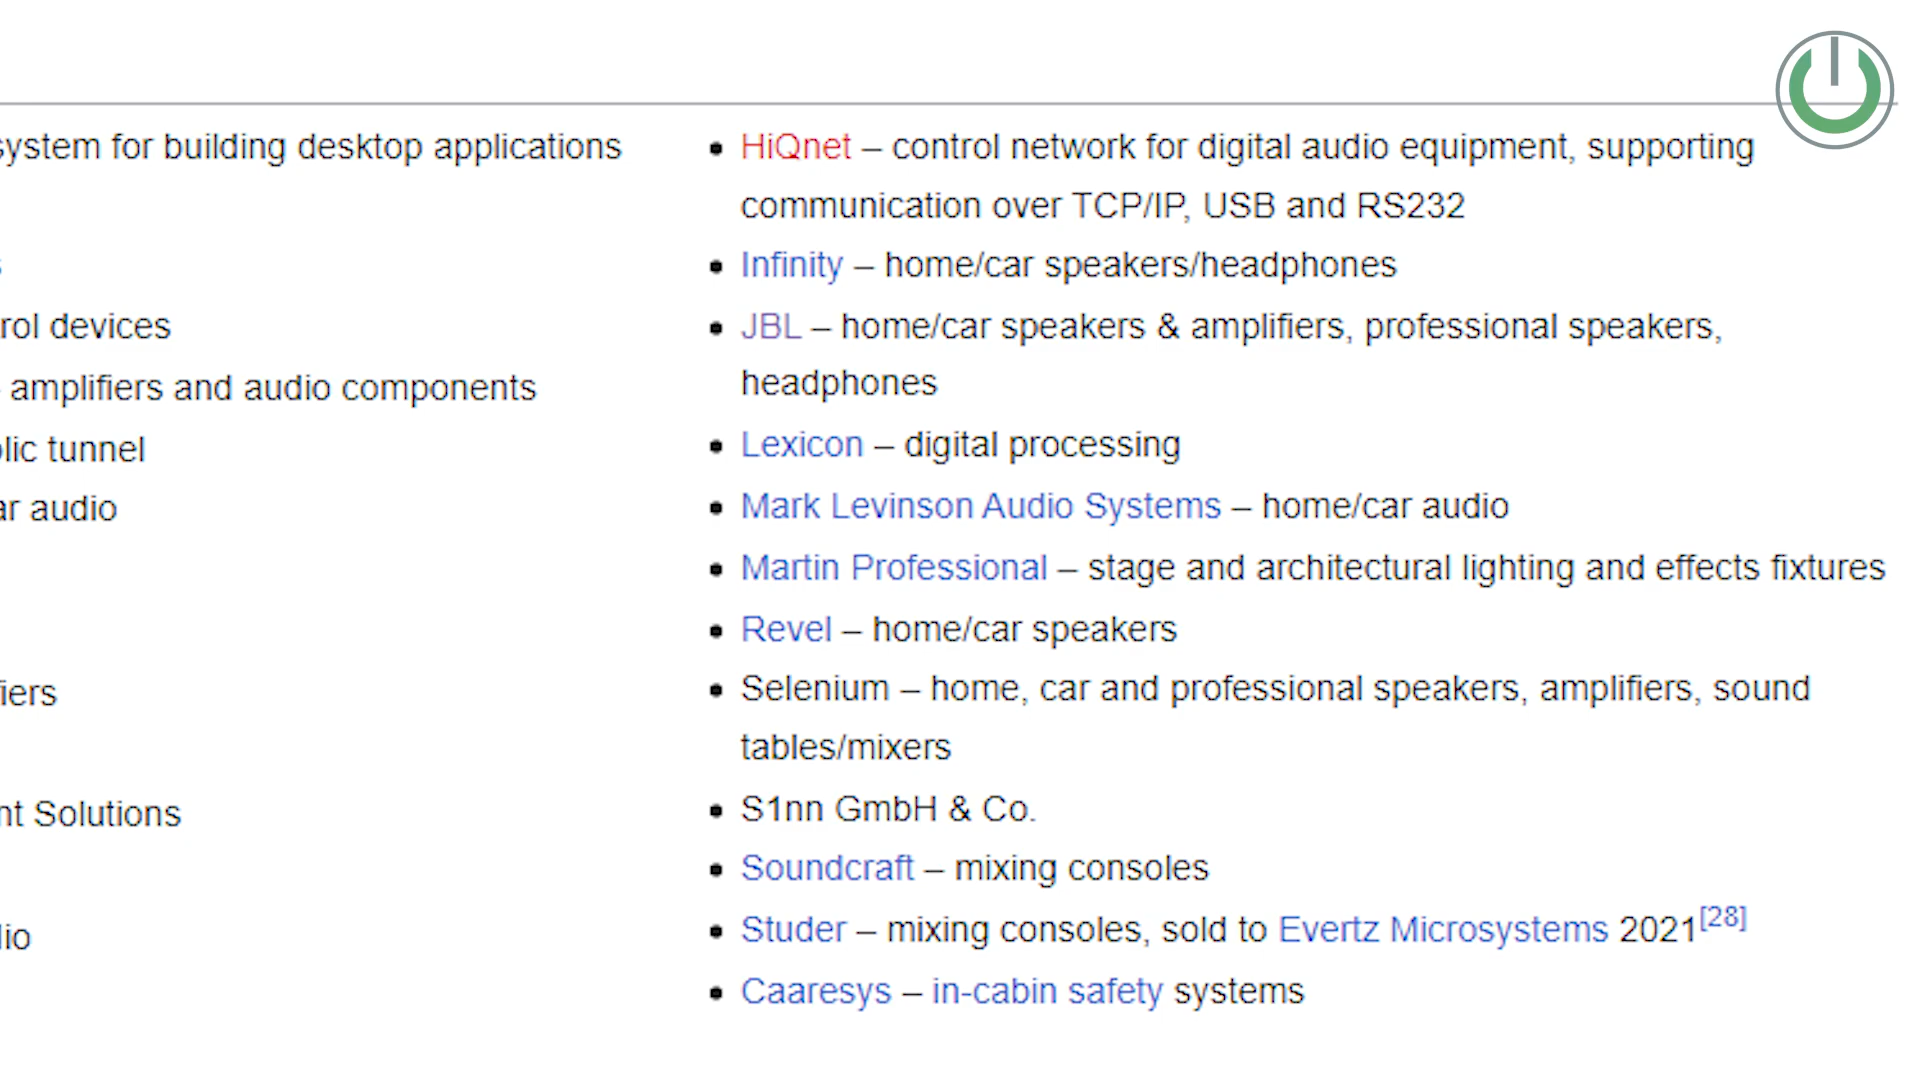 system for building desktop applications
rol devices
amplifiers and audio components
lic tunnel
ar audio
fiers
nt Solutions
dio
HiQnet – control network for digital audio equipment, supporting
communication over TCP/IP, USB and RS232
Infinity – home/car speakers/headphones
JBL – home/car speakers & amplifiers, professional speakers,
headphones
Lexicon – digital processing
Mark Levinson Audio Systems – home/car audio
Martin Professional – stage and architectural lighting and effects fixtures
Revel – home/car speakers
Selenium – home, car and professional speakers, amplifiers, sound
tables/mixers
S1nn GmbH & Co.
Soundcraft – mixing consoles
Studer – mixing consoles, sold to Evertz Microsystems 2021[28]
Caaresys – in-cabin safety systems